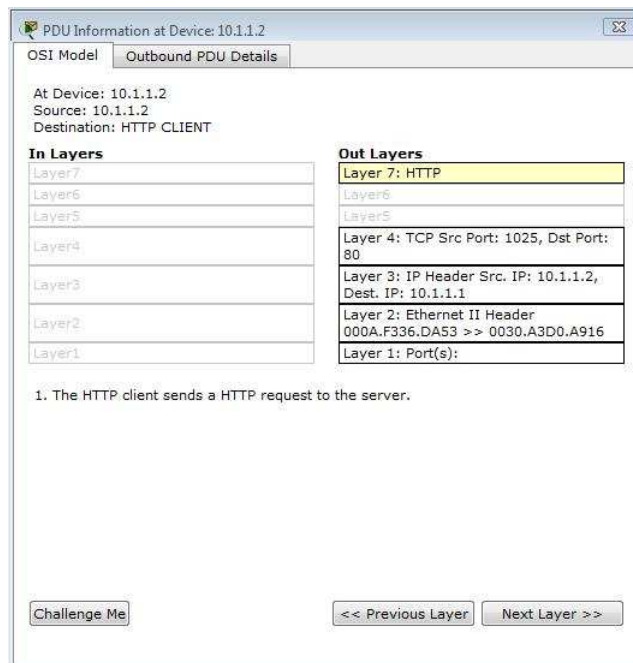 PDU Information at Device: 10.1.1.2
OSI Model
Outbound PDU Details
At Device: 10.1.1.2
Source: 10.1.1.2
Destination: HTTP CLIENT
In Layers
Layer7
Layer6
Layer5
Layer4
Layer3
Layer2
Layer1
Out Layers
Layer 7: HTTP
Layer6
Layer5
Layer 4: TCP Src Port: 1025, Dst Port:
80
Layer 3: IP Header Src. IP: 10.1.1.2,
Dest. IP: 10.1.1.1
Layer 2: Ethernet II Header
000A.F336.DA53 >> 0030.A3D0.A916
Layer 1: Port(s):
1. The HTTP client sends a HTTP request to the server.
Challenge Me
<< Previous Layer
Next Layer >>